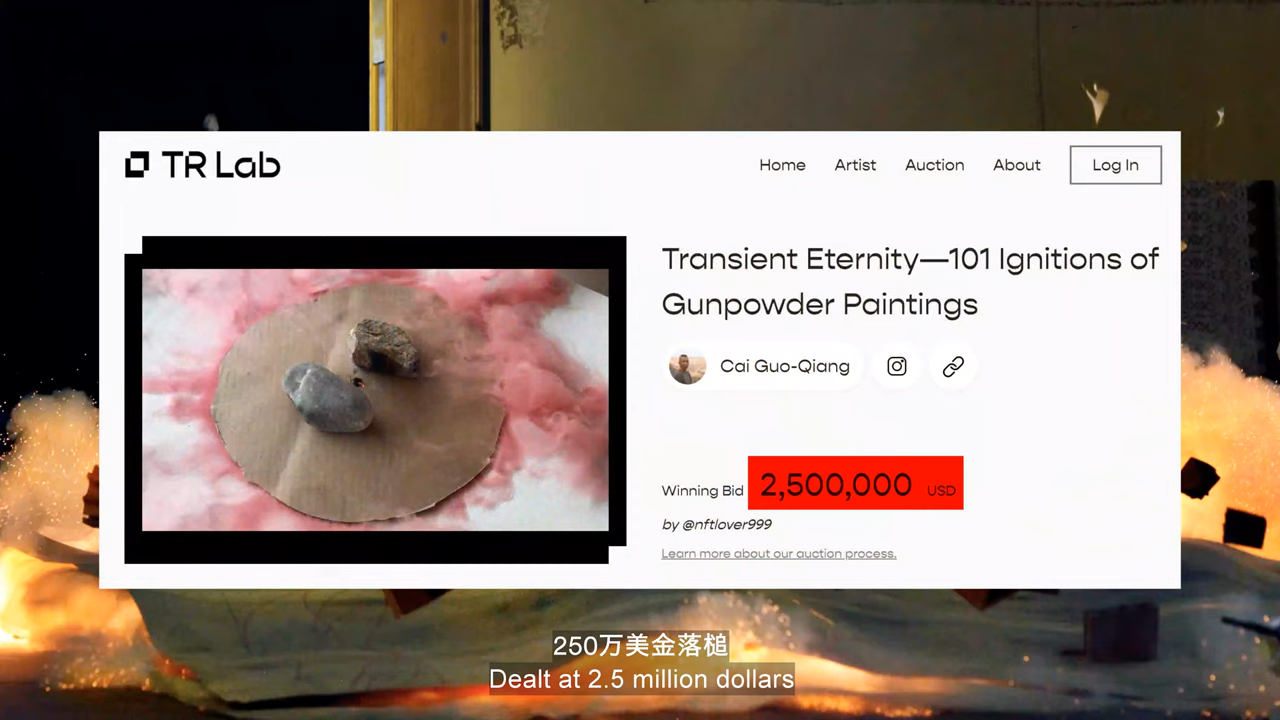 TR Lab
Home Artist Auction About Log In
Transient Eternity—101 Ignitions of
Gunpowder Paintings
Cai Guo-Qiang
Winning Bid 2,500,000 USD
by @nftlover999
Learn more about our auction process.
250万美金落槌
Dealt at 2.5 million dollars